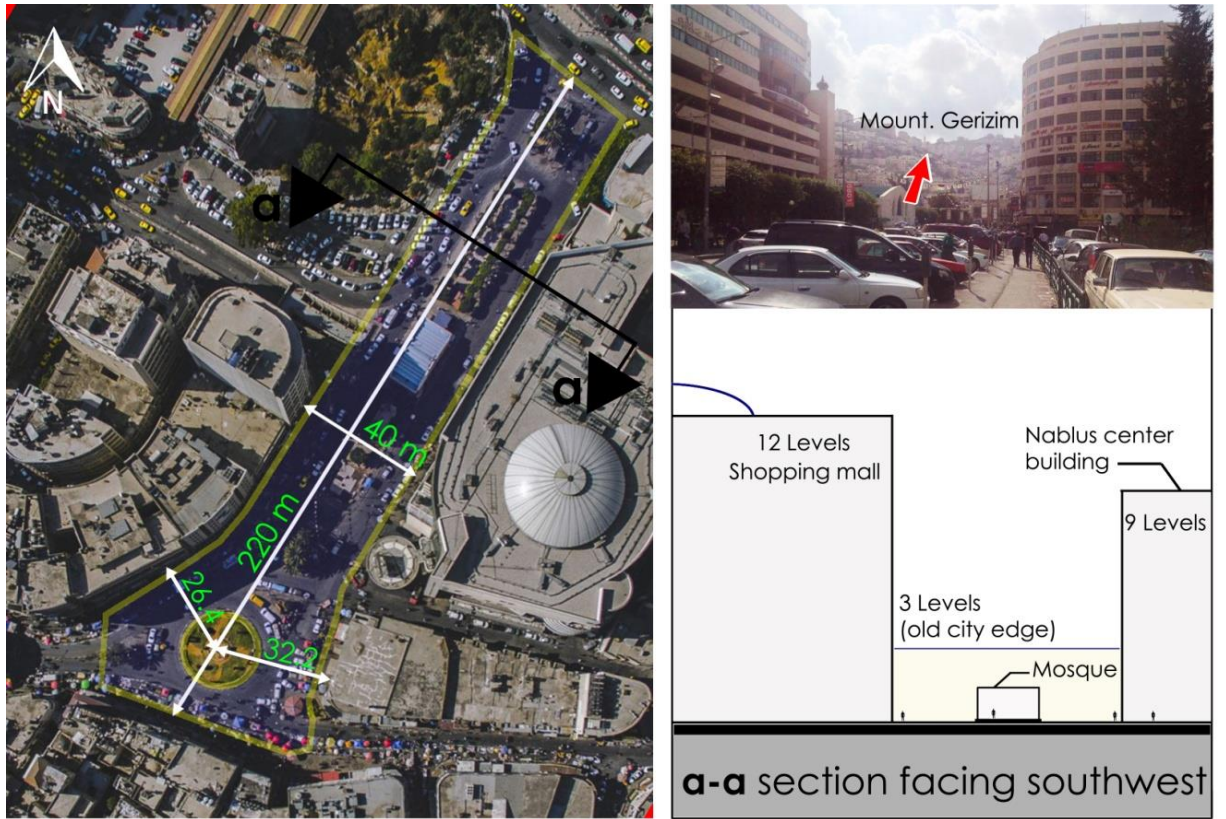 N
a
a
40 m
220 m
26.4
32.2
Mount. Gerizim
12 Levels
Shopping mall
Nablus center
building
9 Levels
3 Levels
(old city edge)
Mosque
a-a section facing southwest